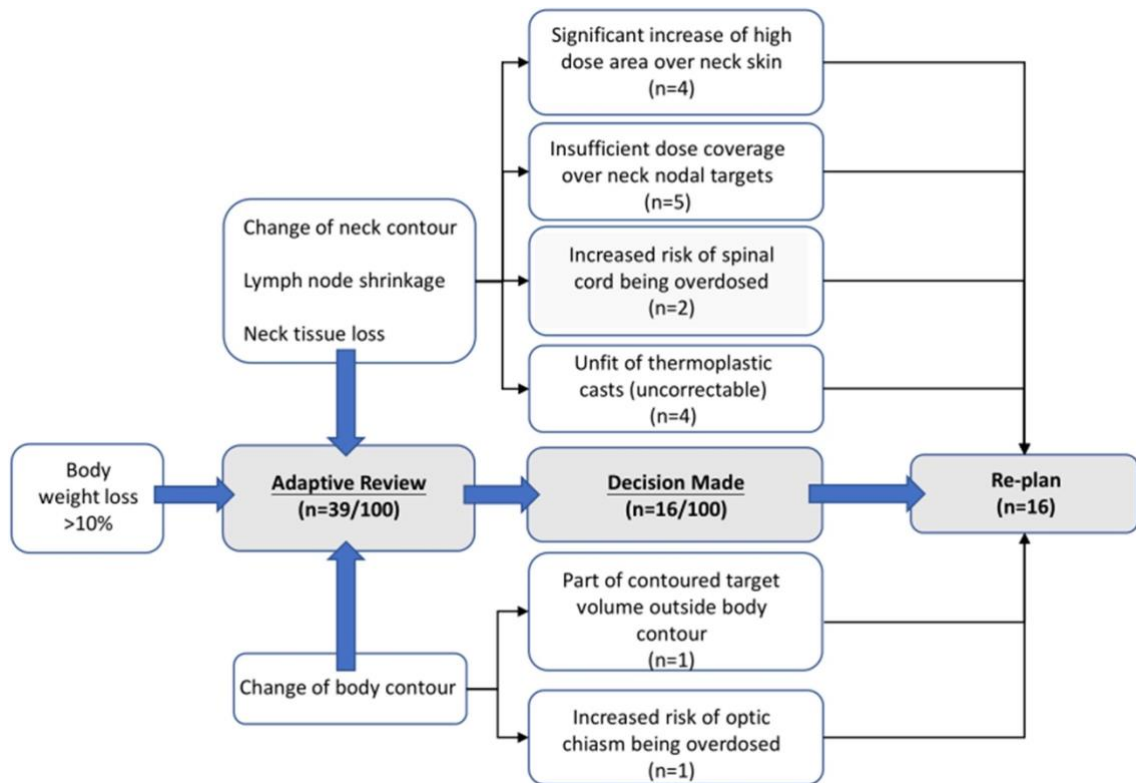 Significant increase of high
dose area over neck skin
(n=4)
Insufficient dose coverage
over neck nodal targets
(n=5)
Change of neck contour
Lymph node shrinkage
Neck tissue loss
Increased risk of spinal
cord being overdosed
(n=2)
Unfit of thermoplastic
casts (uncorrectable)
(n=4)
Body
weight loss
>10%
Adaptive Review
(n=39/100)
Decision Made
(n=16/100)
Re-plan
(n=16)
Part of contoured target
volume outside body
contour
(n=1)
Change of body contour
Increased risk of optic
chiasm being overdosed
(n=1)